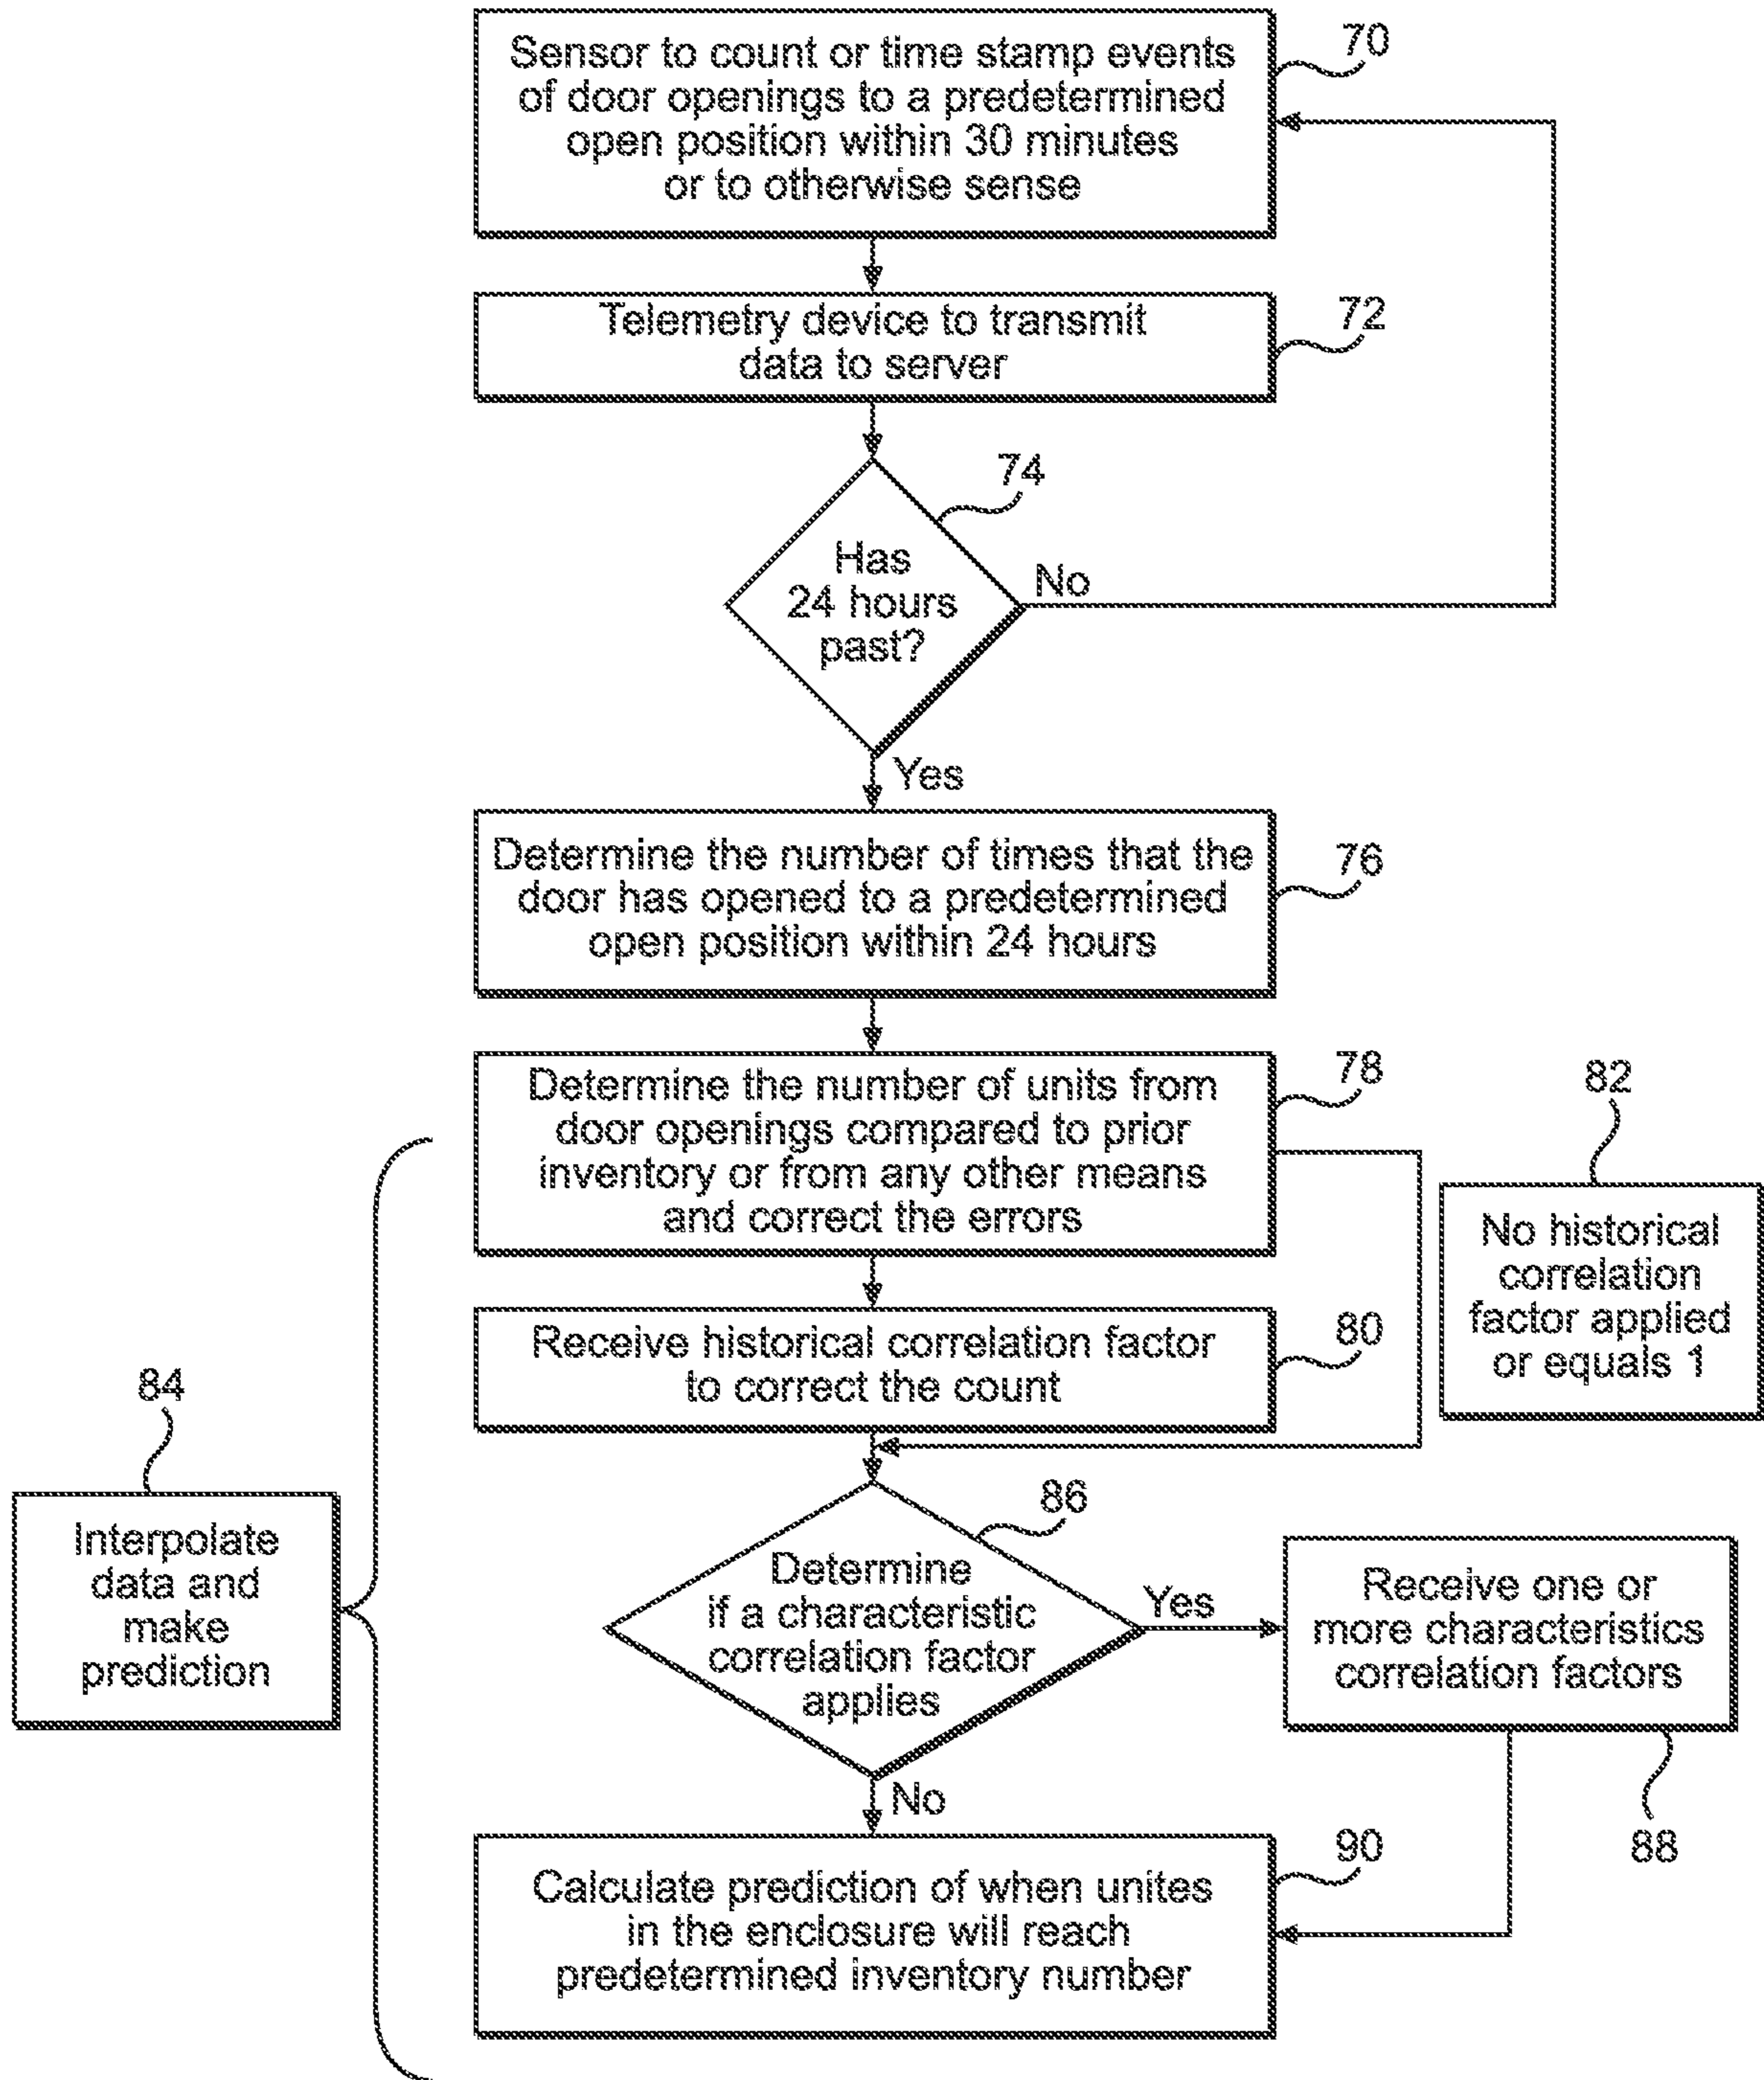 Sensor to count or time stamp events
of door openings to a predetermined
open position within 30 minutes
or to otherwise sense
70
Telemetry device to transmit
data to server
72
74
Has
24 hours
past?
No
Yes
Determine the number of times that the
door has opened to a predetermined
open position within 24 hours
76
Determine the number of units from
door openings compared to prior
inventory or from any other means
and correct the errors
78
82
No historical
correlation
factor applied
or equals 1
Receive historical correlation factor
to correct the count
80
84
Interpolate
data and
make
prediction
86
Determine
if a characteristic
correlation factor
applies
Yes
Receive one or
more characteristics
correlation factors
88
No
Calculate prediction of when unites
in the enclosure will reach
predetermined inventory number
90